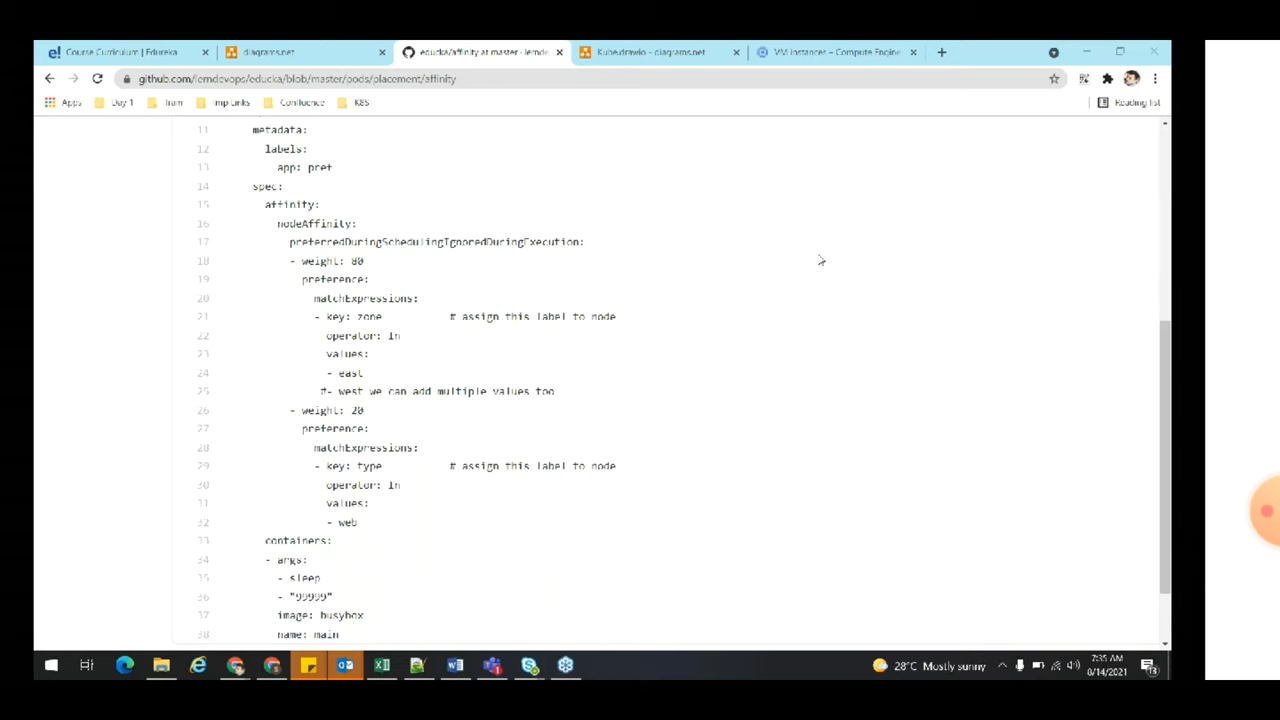 Course Curriculum | Edureka
diagrams.net
educka/affinity at master · lernde
Kube.drawio - diagrams.net
VM instances – Compute Engine
github.com/lerndevops/educka/blob/master/pods/placement/affinity
Apps
Day 1
Train
Imp Links
Confluence
K8S
Reading list
11 metadata:
12 labels:
13 app: pref
14 spec:
15 affinity:
16 nodeAffinity:
17 preferredDuringSchedulingIgnoredDuringExecution:
18 - weight: 80
19 preference:
20 matchExpressions:
21 - key: zone # assign this label to node
22 operator: In
23 values:
24 - east
25 #- west we can add multiple values too
26 - weight: 20
27 preference:
28 matchExpressions:
29 - key: type # assign this label to node
30 operator: In
31 values:
32 - web
33 containers:
34 - args:
35 - sleep
36 - "99999"
37 image: busybox
38 name: main
28°C Mostly sunny
7:35 AM
8/14/2021